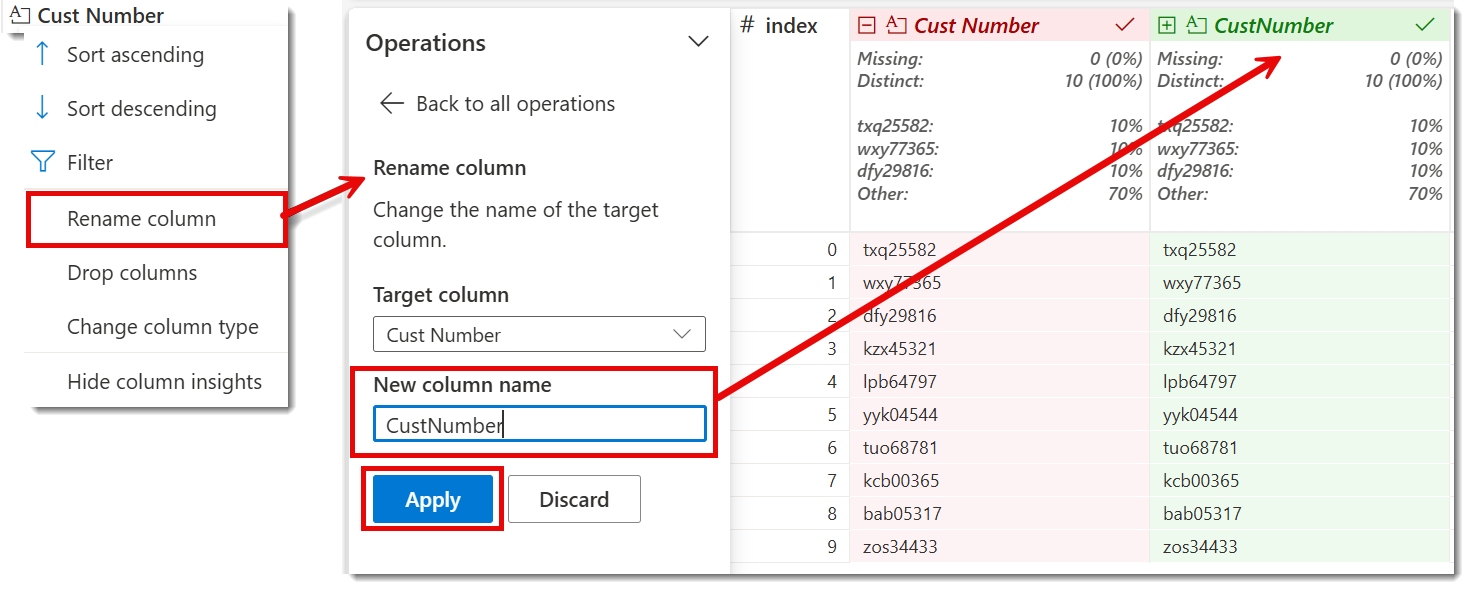 Cust Number
Sort ascending
Sort descending
Filter
Rename column
Drop columns
Change column type
Hide column insights
Operations
Back to all operations
Rename column
Change the name of the target
column.
Target column
Cust Number
New column name
CustNumber
Apply Discard
# index Cust Number CustNumber
Missing: 0 (0%) Missing: 0 (0%)
Distinct: 10 (100%) Distinct: 10 (100%)
txq25582: 10% txq25582: 10%
wxy77365: 10% wxy77365: 10%
dfy29816: 10% dfy29816: 10%
Other: 70% Other: 70%
0 txq25582 txq25582
1 wxy77365 wxy77365
2 dfy29816 dfy29816
3 kzx45321 kzx45321
4 lpb64797 lpb64797
5 yyk04544 yyk04544
6 tuo68781 tuo68781
7 kcb00365 kcb00365
8 bab05317 bab05317
9 zos34433 zos34433